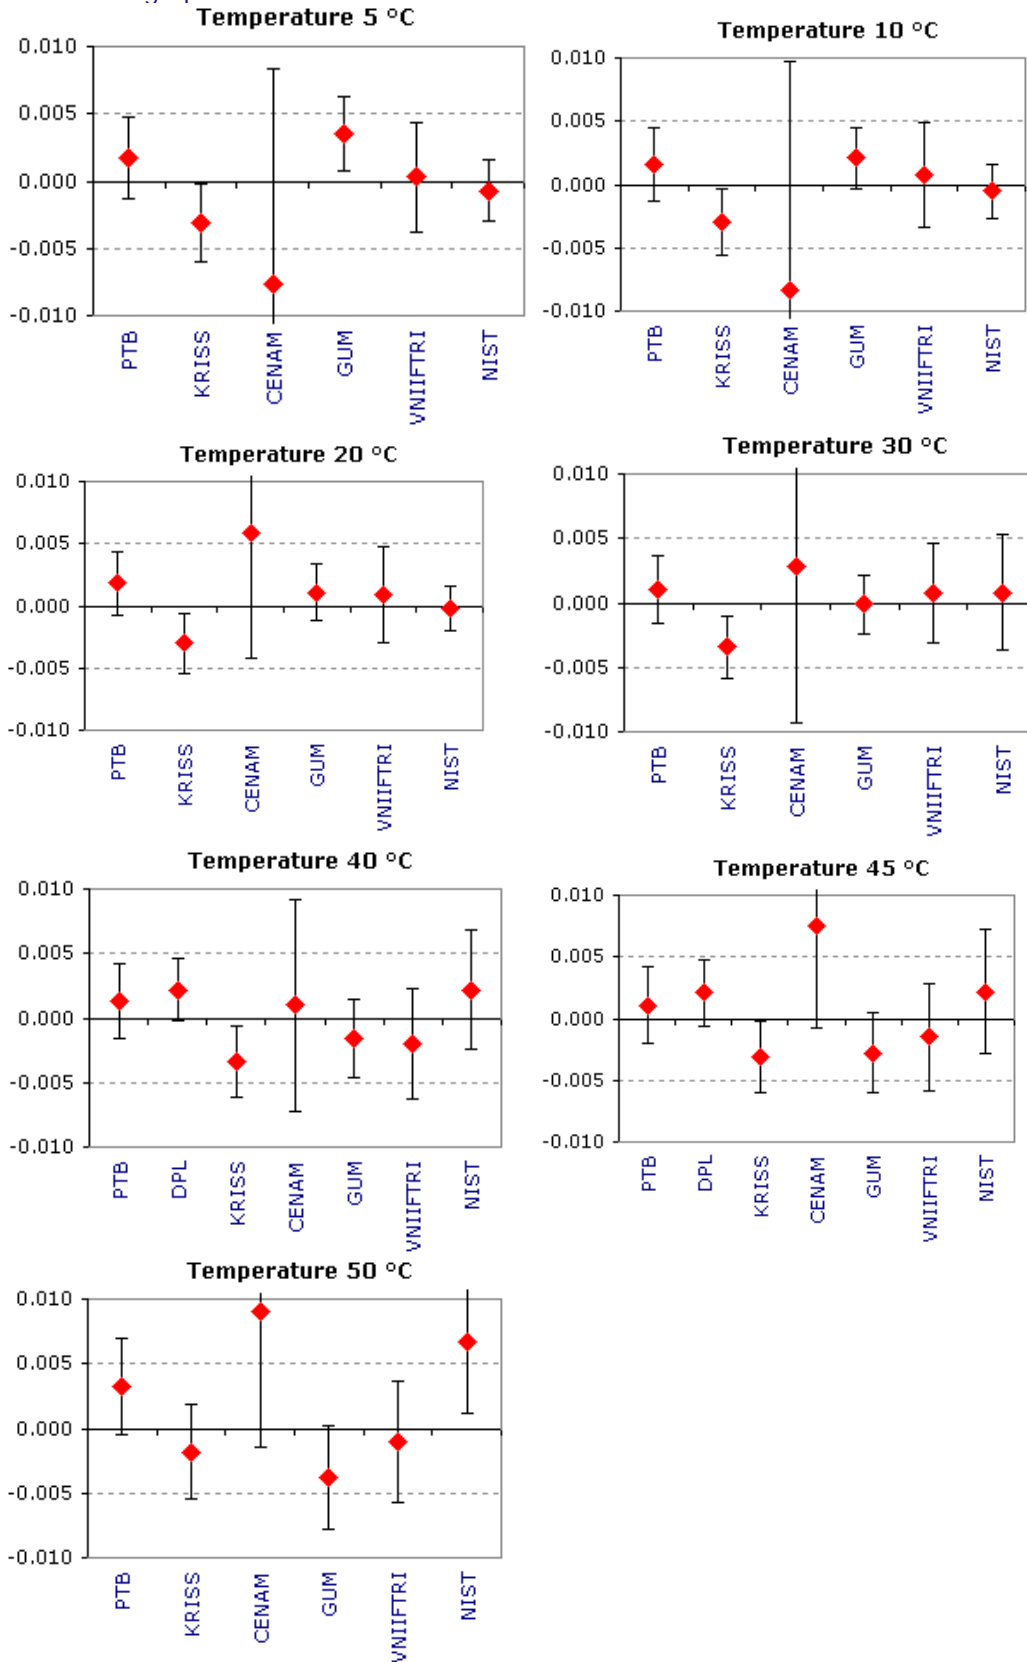 Temperature 5 °C
0.010
0.005
0.000
-0.005
-0.010
PTB
KRISS
CENAM
GUM
VNIIFTRI
NIST
Temperature 10 °C
0.010
0.005
0.000
-0.005
-0.010
PTB
KRISS
CENAM
GUM
VNIIFTRI
NIST
Temperature 20 °C
0.010
0.005
0.000
-0.005
-0.010
PTB
KRISS
CENAM
GUM
VNIIFTRI
NIST
Temperature 30 °C
0.010
0.005
0.000
-0.005
-0.010
PTB
KRISS
CENAM
GUM
VNIIFTRI
NIST
Temperature 40 °C
0.010
0.005
0.000
-0.005
-0.010
PTB
DPL
KRISS
CENAM
GUM
VNIIFTRI
NIST
Temperature 45 °C
0.010
0.005
0.000
-0.005
-0.010
PTB
DPL
KRISS
CENAM
GUM
VNIIFTRI
NIST
Temperature 50 °C
0.010
0.005
0.000
-0.005
-0.010
PTB
KRISS
CENAM
GUM
VNIIFTRI
NIST